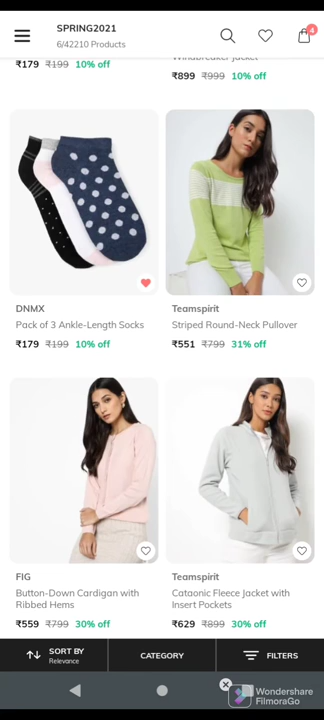 SPRING2021
6/42210 Products
4
₹179 ₹199 10% off
Windbreaker Jacket
₹899 ₹999 10% off
DNMX
Pack of 3 Ankle-Length Socks
₹179 ₹199 10% off
Teamspirit
Striped Round-Neck Pullover
₹551 ₹799 31% off
FIG
Button-Down Cardigan with
Ribbed Hems
₹559 ₹799 30% off
Teamspirit
Cataonic Fleece Jacket with
Insert Pockets
₹629 ₹899 30% off
SORT BY
Relevance
CATEGORY
FILTERS
Wondershare
FilmoraGo